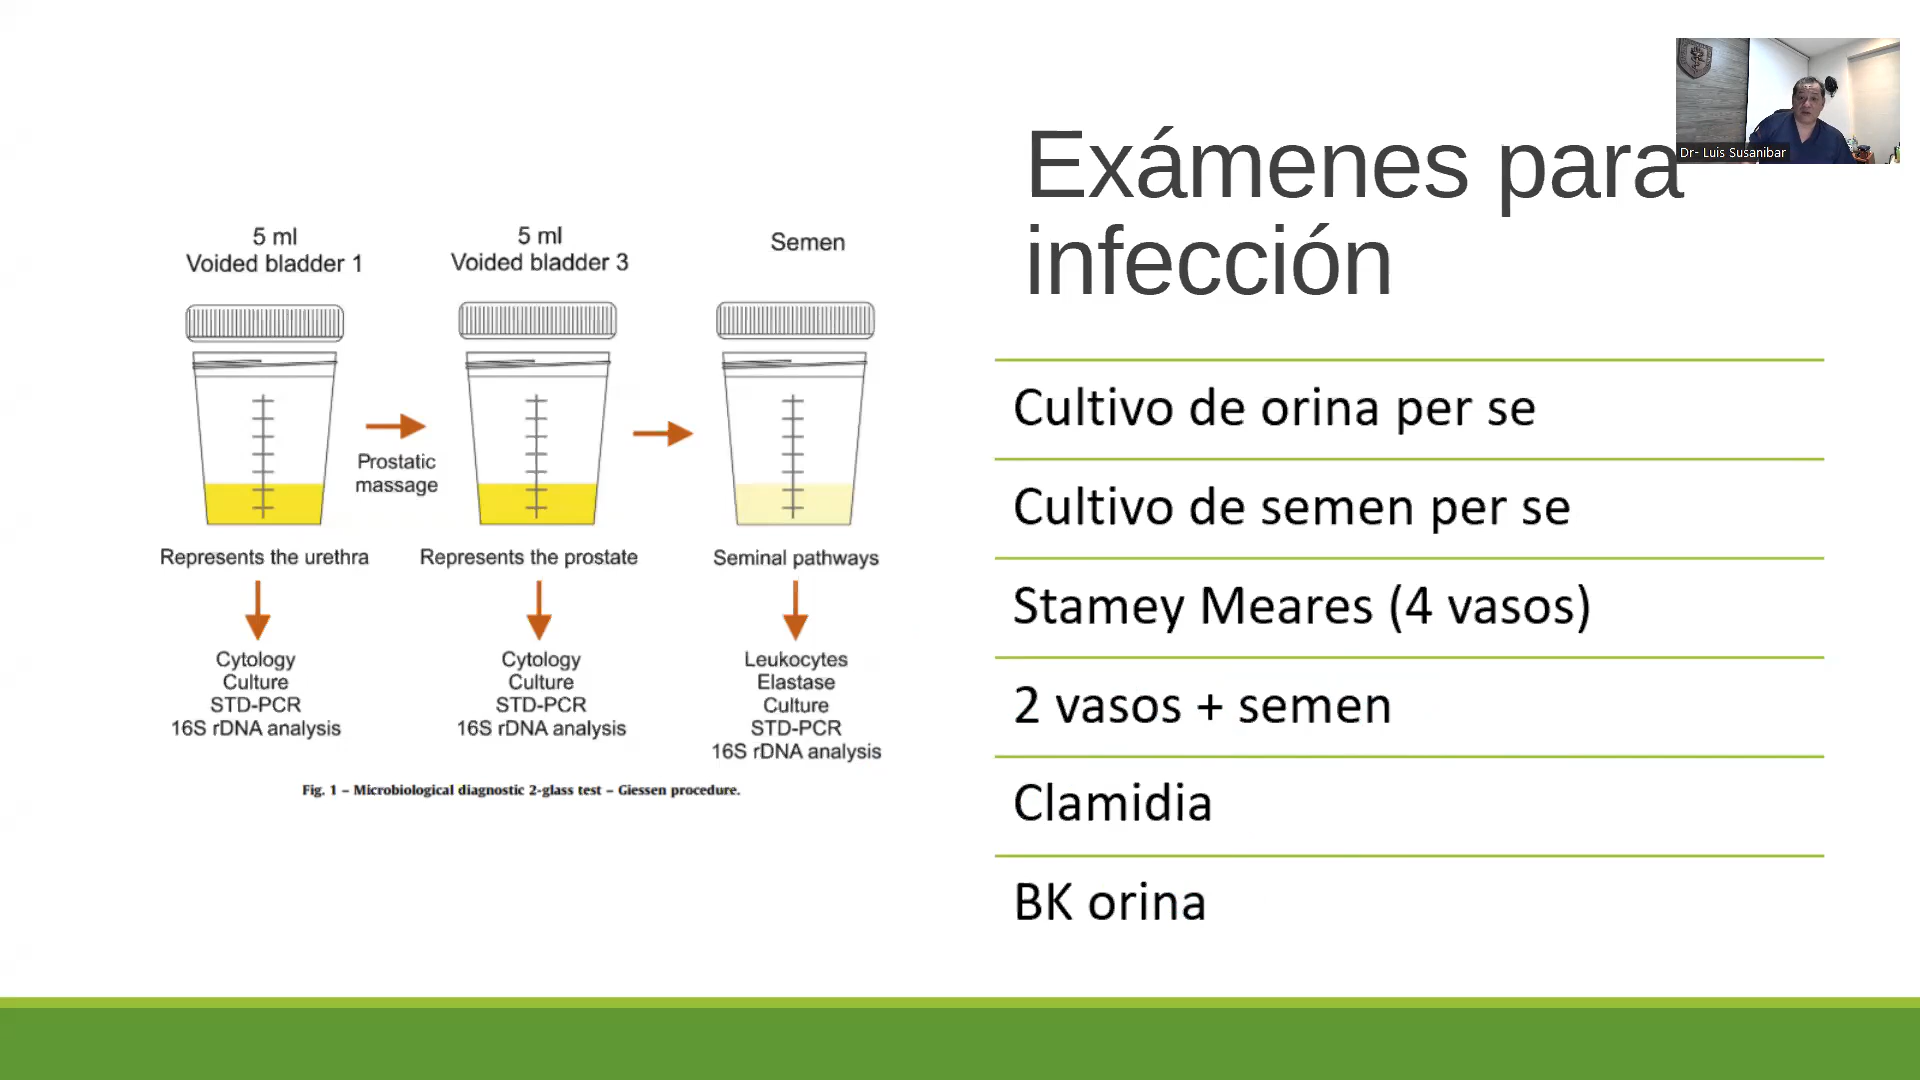 Dr- Luis Susanibar
Exámenes para
infección
5 ml
Voided bladder 1
5 ml
Voided bladder 3
Semen
Prostatic
massage
Represents the urethra
Represents the prostate
Seminal pathways
Cytology
Culture
STD-PCR
16S rDNA analysis
Cytology
Culture
STD-PCR
16S rDNA analysis
Leukocytes
Elastase
Culture
STD-PCR
16S rDNA analysis
Fig. 1 – Microbiological diagnostic 2-glass test – Giessen procedure.
Cultivo de orina per se
Cultivo de semen per se
Stamey Meares (4 vasos)
2 vasos + semen
Clamidia
BK orina